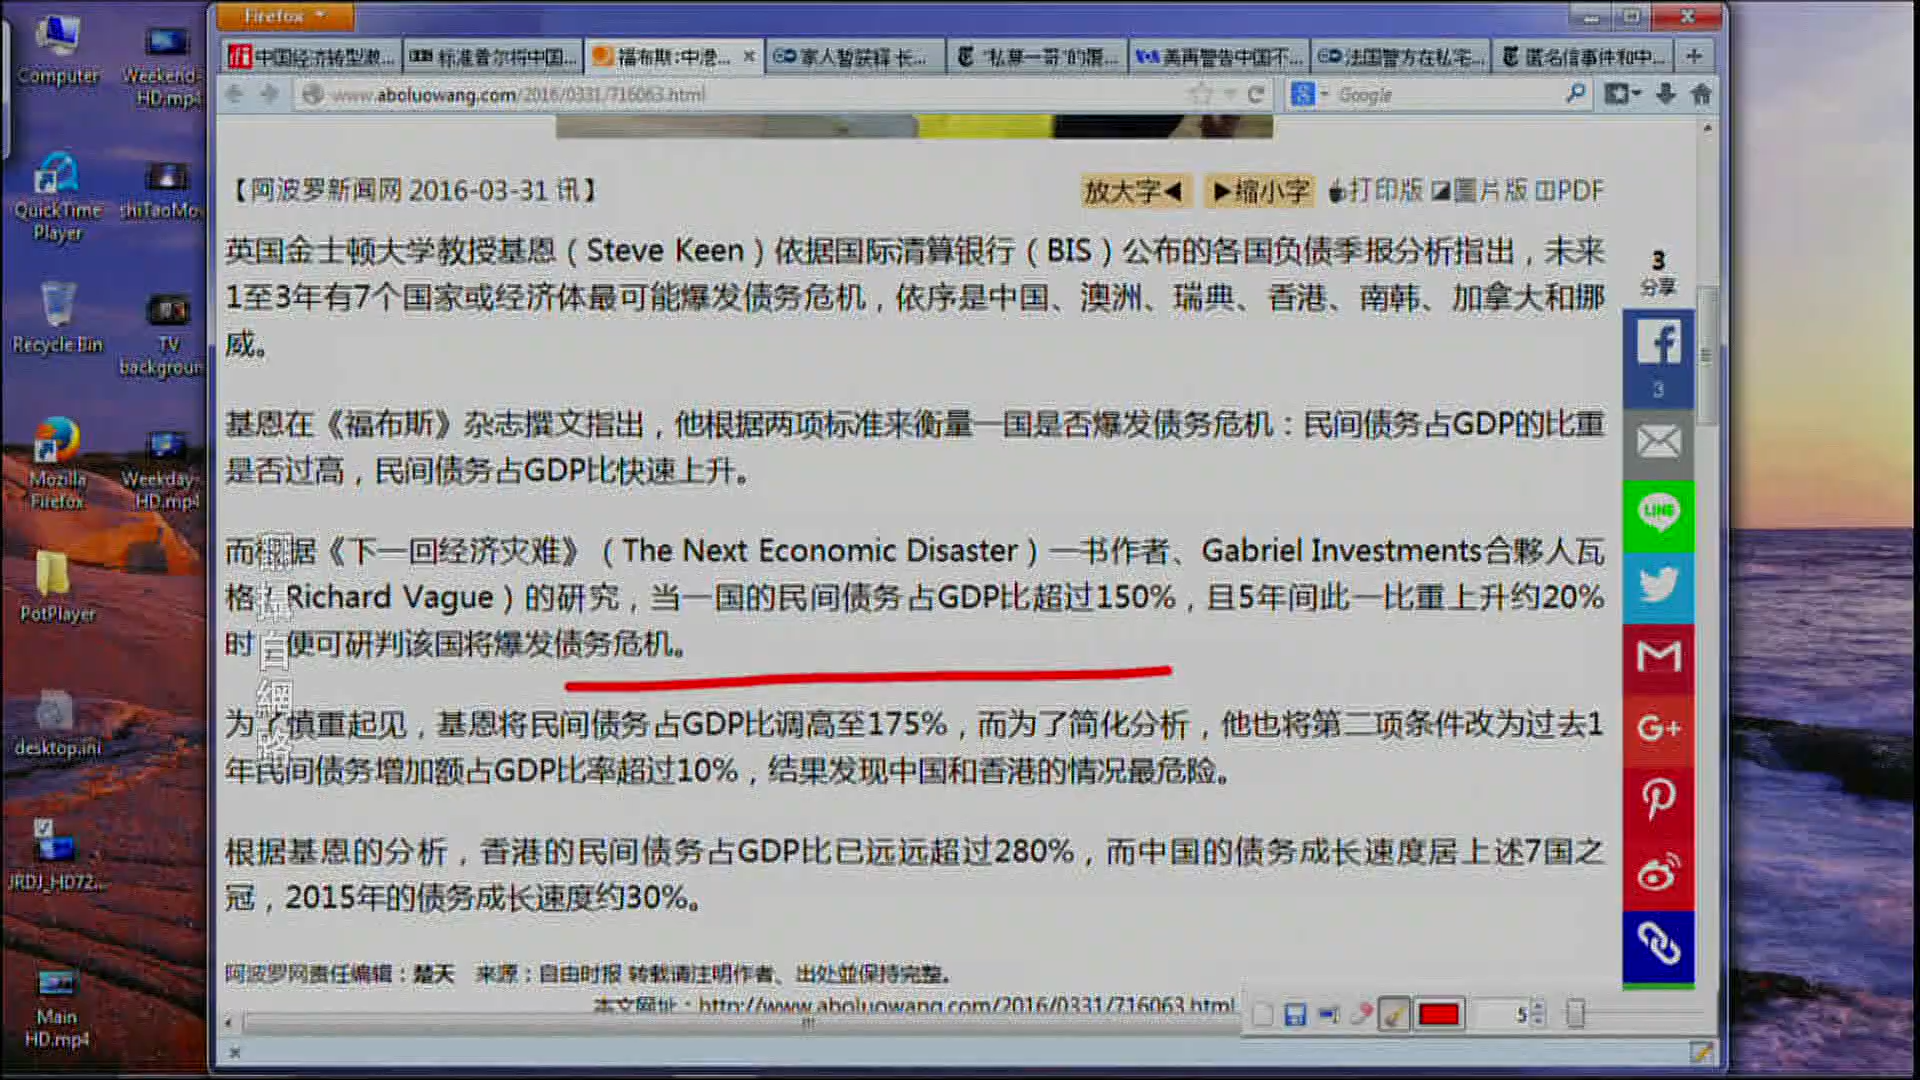 Firefox
中国经济转型激...
标准普尔将中国...
福布斯:中港...
家人暂获释 长...
"私募一哥"的覆...
美再警告中国不...
法国警方在私宅...
匿名信事件和中...
www.aboluowang.com/2016/0331/716063.html
Google
Computer
Weekend-HD.mp4
QuickTime Player
shiTaoMo
Recycle Bin
TV backgroun
Mozilla Firefox
Weekday-HD.mp4
PotPlayer
desktop.ini
JRDJ_HD72...
Main HD.mp4
【阿波罗新闻网 2016-03-31 讯】
放大字◀ ▶缩小字 打印版 圖片版 PDF
英国金士顿大学教授基恩（Steve Keen）依据国际清算银行（BIS）公布的各国负债季报分析指出，未来
1至3年有7个国家或经济体最可能爆发债务危机，依序是中国、澳洲、瑞典、香港、南韩、加拿大和挪
威。
基恩在《福布斯》杂志撰文指出，他根据两项标准来衡量一国是否爆发债务危机：民间债务占GDP的比重
是否过高，民间债务占GDP比快速上升。
而根据《下一回经济灾难》（The Next Economic Disaster）一书作者、Gabriel Investments合夥人瓦
格（Richard Vague）的研究，当一国的民间债务占GDP比超过150%，且5年间此一比重上升约20%
时，便可研判该国将爆发债务危机。
为了慎重起见，基恩将民间债务占GDP比调高至175%，而为了简化分析，他也将第二项条件改为过去1
年民间债务增加额占GDP比率超过10%，结果发现中国和香港的情况最危险。
根据基恩的分析，香港的民间债务占GDP比已远远超过280%，而中国的债务成长速度居上述7国之
冠，2015年的债务成长速度约30%。
阿波罗网责任编辑：楚天 来源：自由时报 转载请注明作者、出处並保持完整。
本文网址：http://www.aboluowang.com/2016/0331/716063.html
翻拍自網路
3
分享
3
LINE
G+
5